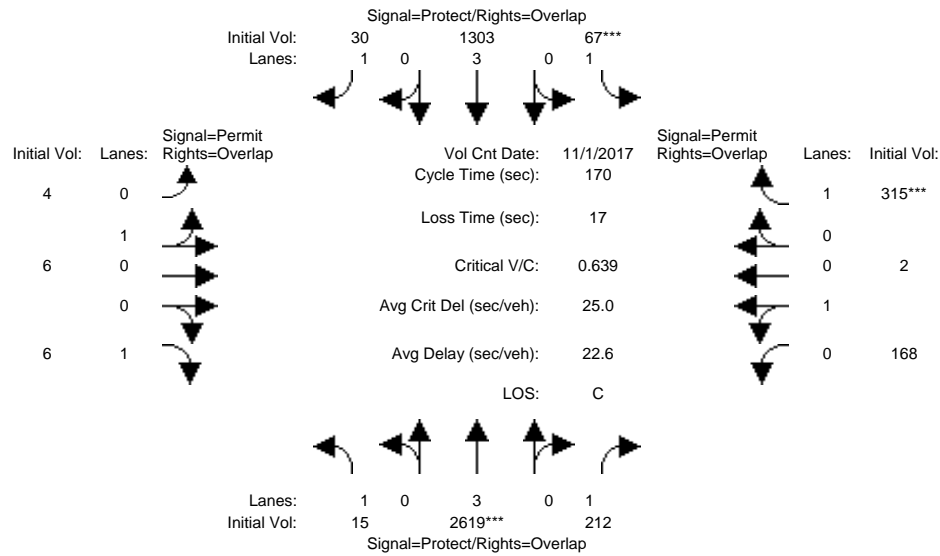 Signal=Protect/Rights=Overlap
Initial Vol: 30 1303 67***
Lanes: 1 0 3 0 1
Signal=Permit Signal=Permit
Initial Vol: Lanes: Rights=Overlap Vol Cnt Date: 11/1/2017 Rights=Overlap Lanes: Initial Vol:
Cycle Time (sec): 170
4 0 1 315***
Loss Time (sec): 17
1 0
6 0 Critical V/C: 0.639 0 2
0 Avg Crit Del (sec/veh): 25.0 1
6 1 Avg Delay (sec/veh): 22.6 0 168
LOS: C
Lanes: 1 0 3 0 1
Initial Vol: 15 2619*** 212
Signal=Protect/Rights=Overlap